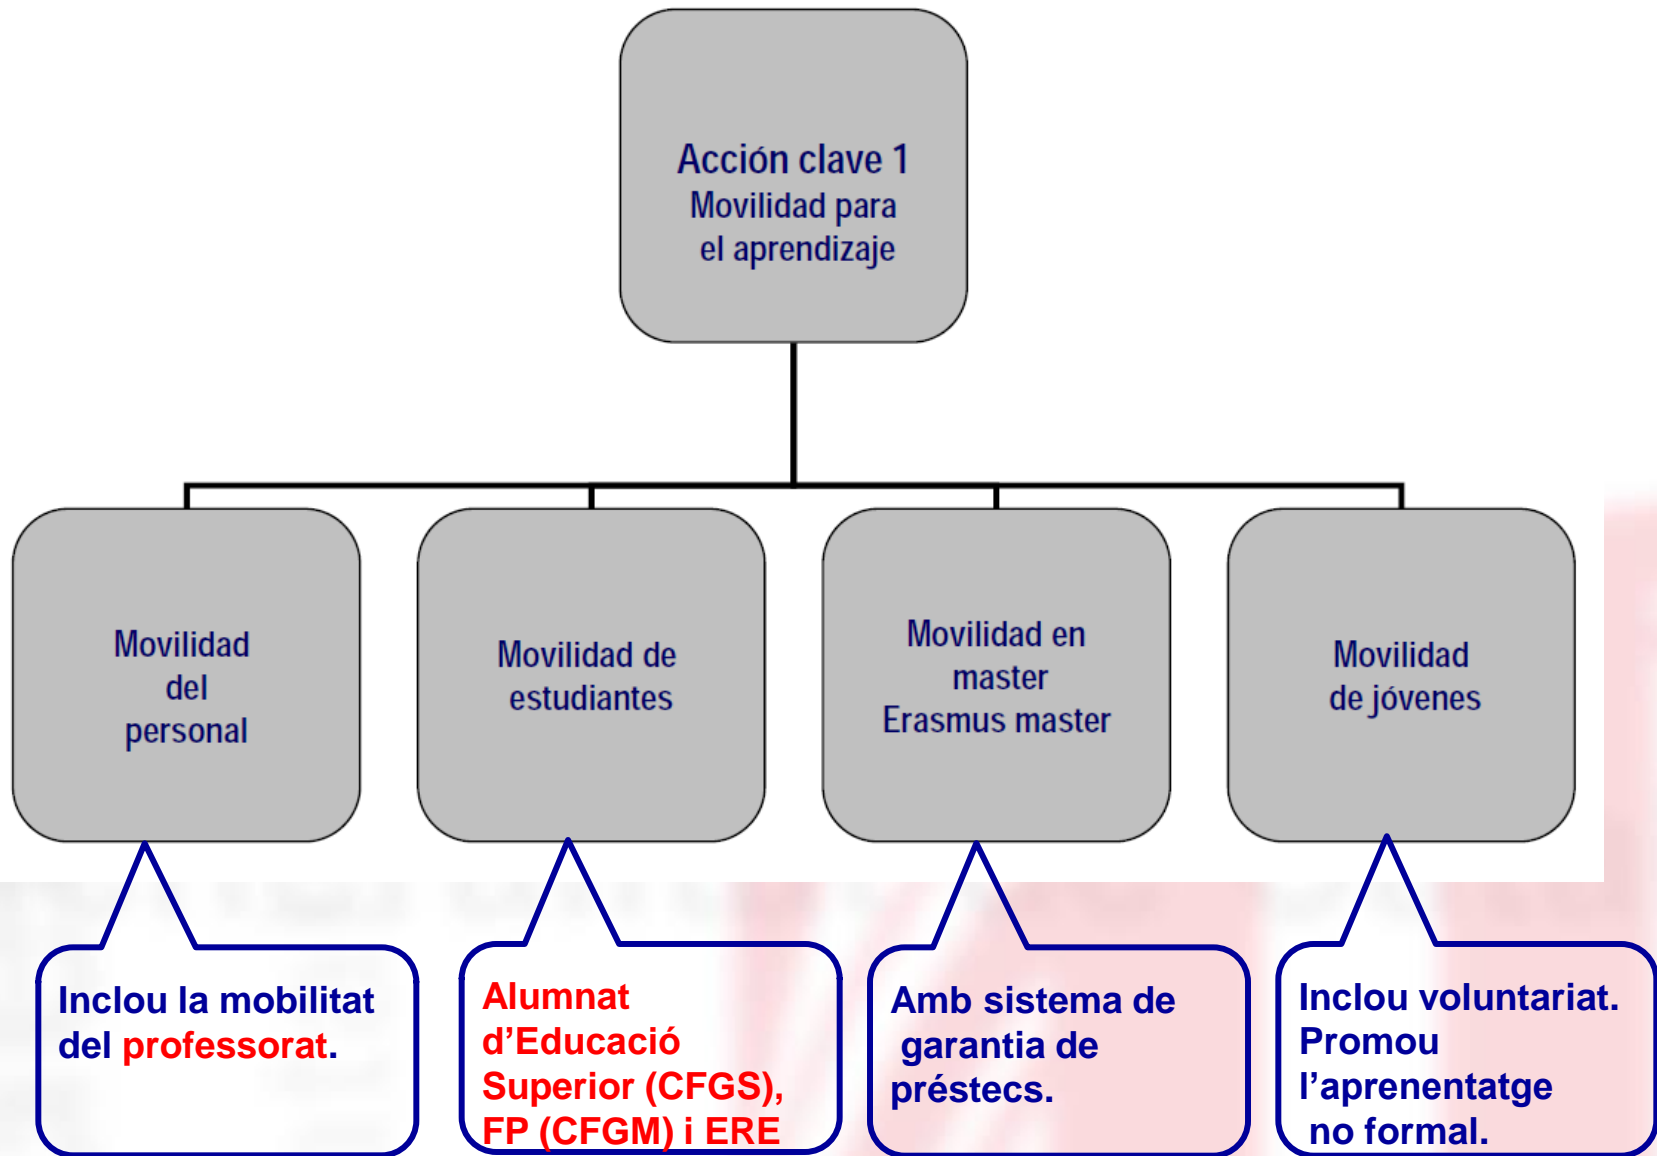 Acción clave 1
Movilidad para
el aprendizaje
Movilidad
del
personal
Movilidad de
estudiantes
Movilidad en
master
Erasmus master
Movilidad
de jóvenes
Inclou la mobilitat
del professorat.
Alumnat
d’Educació
Superior (CFGS),
FP (CFGM) i ERE
Amb sistema de
garantia de
préstecs.
Inclou voluntariat.
Promou
l’aprenentatge
no formal.